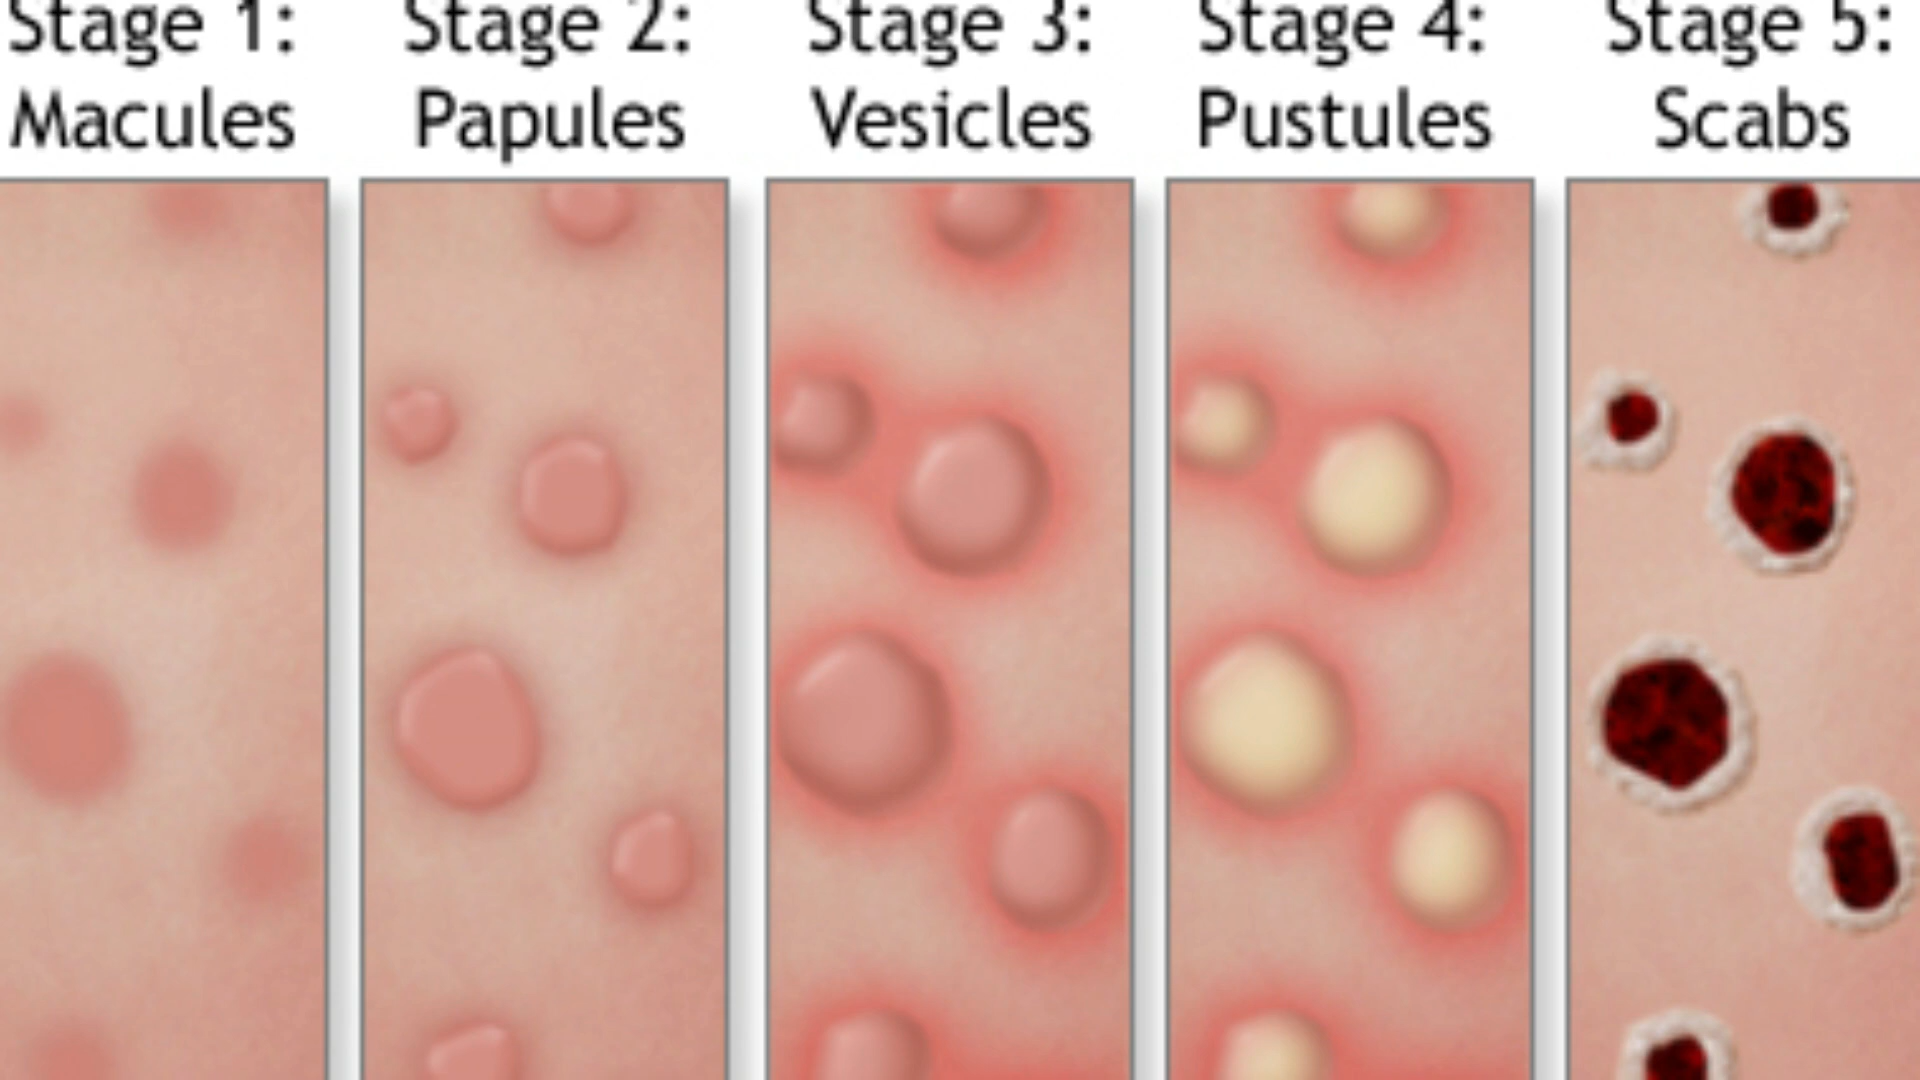 Stage 1:
Macules
Stage 2:
Papules
Stage 3:
Vesicles
Stage 4:
Pustules
Stage 5:
Scabs